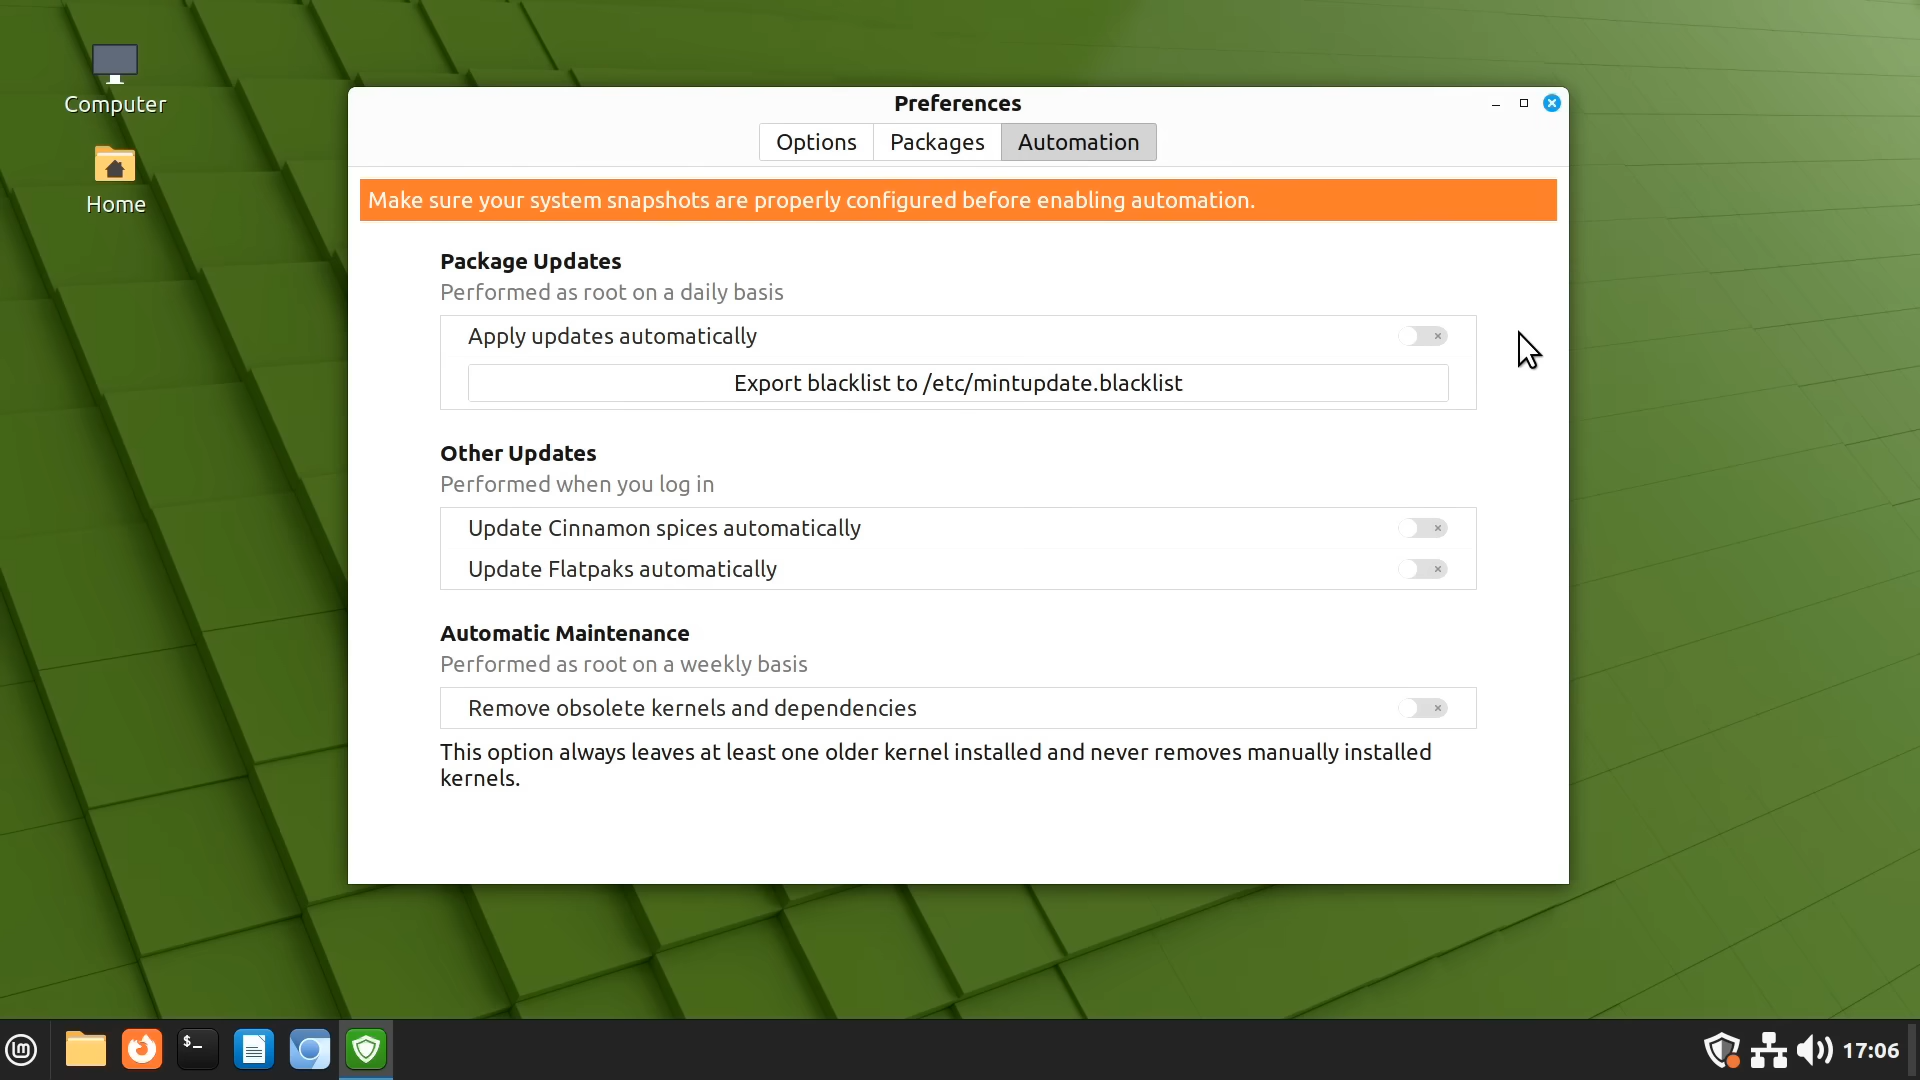 Computer
Home
Preferences
Options Packages Automation
Make sure your system snapshots are properly configured before enabling automation.
Package Updates
Performed as root on a daily basis
Apply updates automatically
Export blacklist to /etc/mintupdate.blacklist
Other Updates
Performed when you log in
Update Cinnamon spices automatically
Update Flatpaks automatically
Automatic Maintenance
Performed as root on a weekly basis
Remove obsolete kernels and dependencies
This option always leaves at least one older kernel installed and never removes manually installed
kernels.
$_
17:06